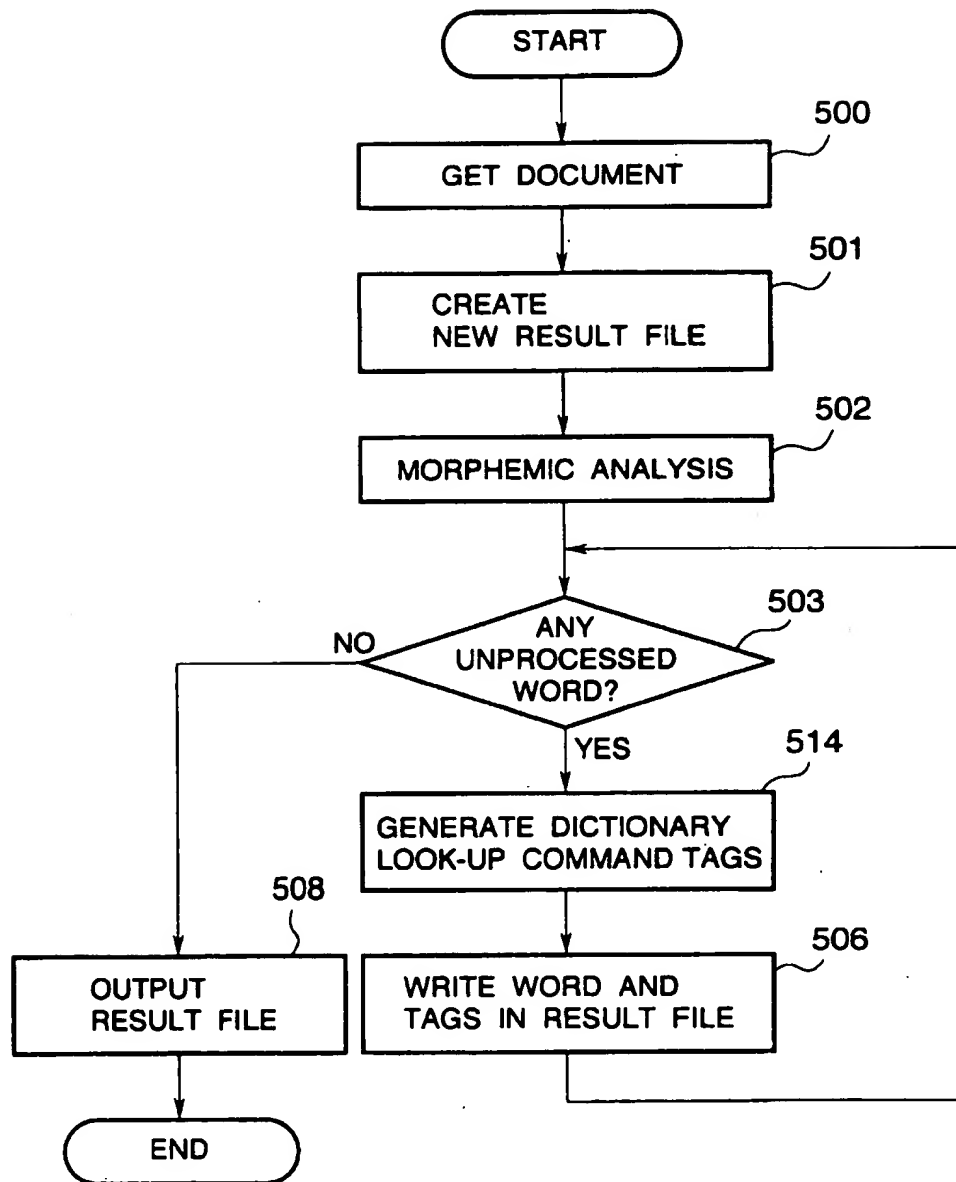 START
500
GET DOCUMENT
501
CREATE
NEW RESULT FILE
502
MORPHEMIC ANALYSIS
503
NO
ANY
UNPROCESSED
WORD?
YES
514
GENERATE DICTIONARY
LOOK-UP COMMAND TAGS
508
506
OUTPUT
RESULT FILE
WRITE WORD AND
TAGS IN RESULT FILE
END